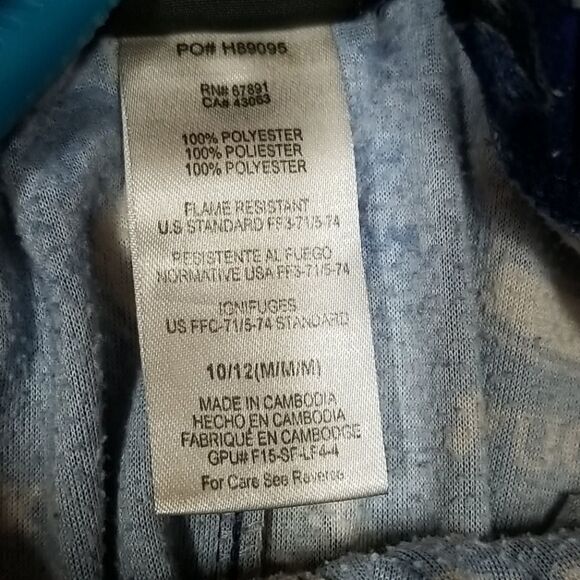 PO# H89095
RN# 67891
CA# 43063
100% POLYESTER
100% POLIESTER
100% POLYESTER
FLAME RESISTANT
U.S STANDARD FF3-71/5-74
RESISTENTE AL FUEGO
NORMATIVE USA FF3-71/5-74
IGNIFUGES
US FFC-71/5-74 STANDARD
10/12(M/M/M)
MADE IN CAMBODIA
HECHO EN CAMBODIA
FABRIQUÉ EN CAMBODGE
GPU# F15-SF-LF4-4
For Care See Reverse